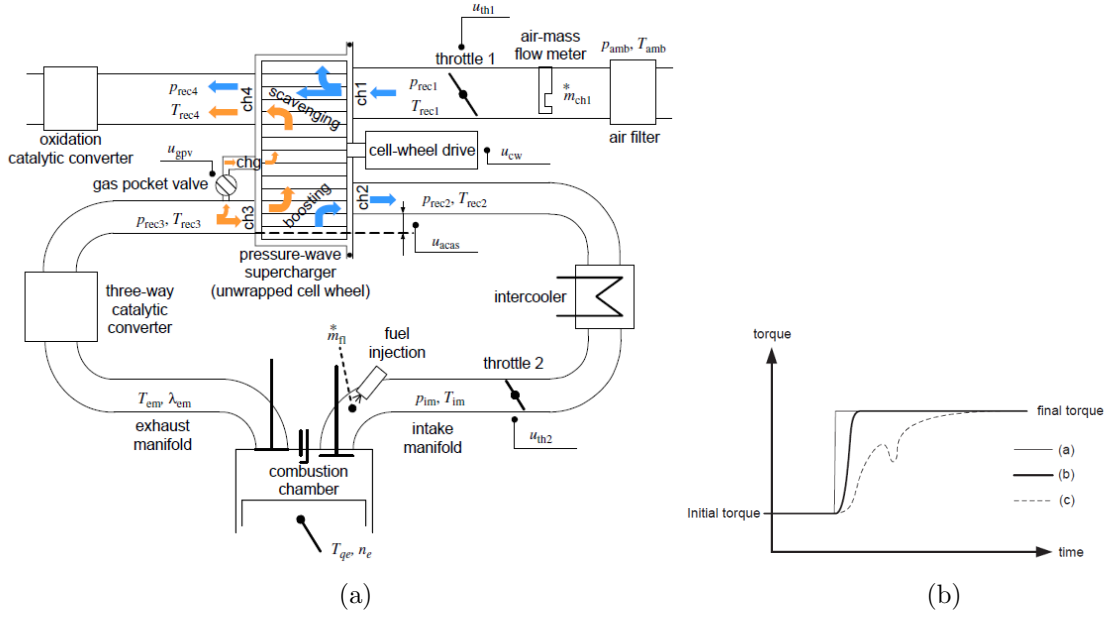 u_th1
air-mass
flow meter
p_amb, T_amb
throttle 1
p_rec4
T_rec4
ch4
scavenging
ch1
p_rec1
T_rec1
*
m_ch1
oxidation
catalytic converter
air filter
u_gpv
chg
cell-wheel drive
u_cw
gas pocket valve
p_rec3, T_rec3
ch3
boosting
ch2
p_rec2, T_rec2
u_acas
pressure-wave
supercharger
(unwrapped cell wheel)
three-way
catalytic
converter
intercooler
*
m_fl
fuel
injection
throttle 2
T_em, λ_em
exhaust
manifold
p_im, T_im
intake
manifold
u_th2
combustion
chamber
T_qe, n_e
(a)
torque
final torque
(a)
(b)
(c)
Initial torque
time
(b)